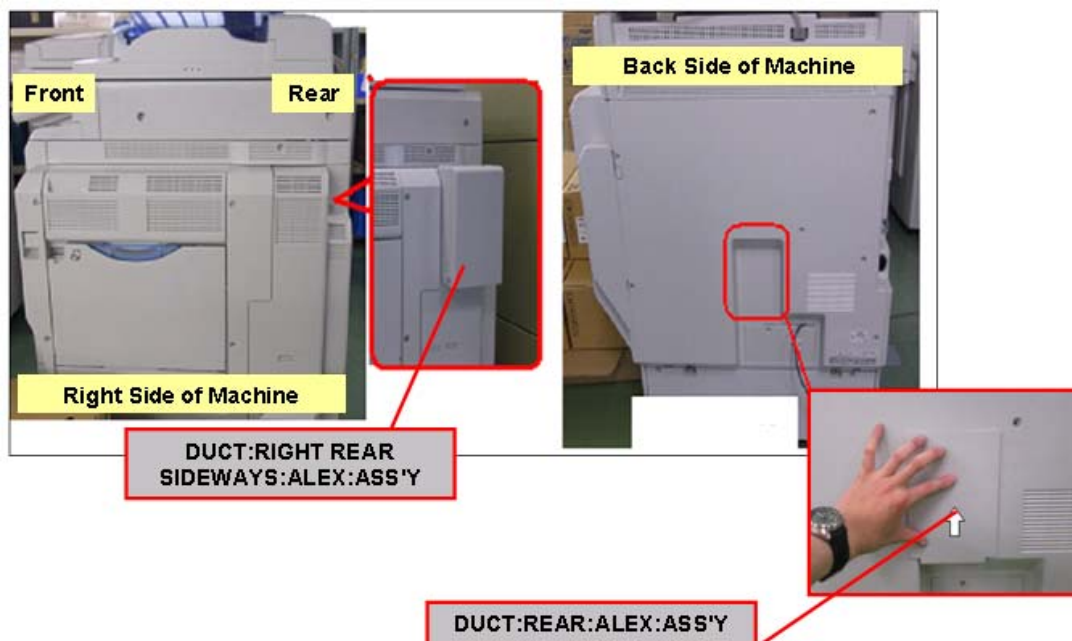 Front
Rear
Back Side of Machine
Right Side of Machine
DUCT:RIGHT REAR
SIDEWAYS:ALEX:ASS'Y
DUCT:REAR:ALEX:ASS'Y